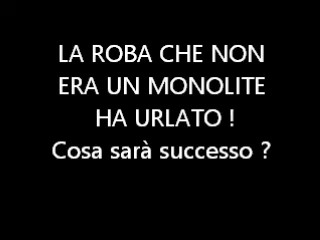 LA ROBA CHE NON
ERA UN MONOLITE
HA URLATO !
Cosa sarà successo ?